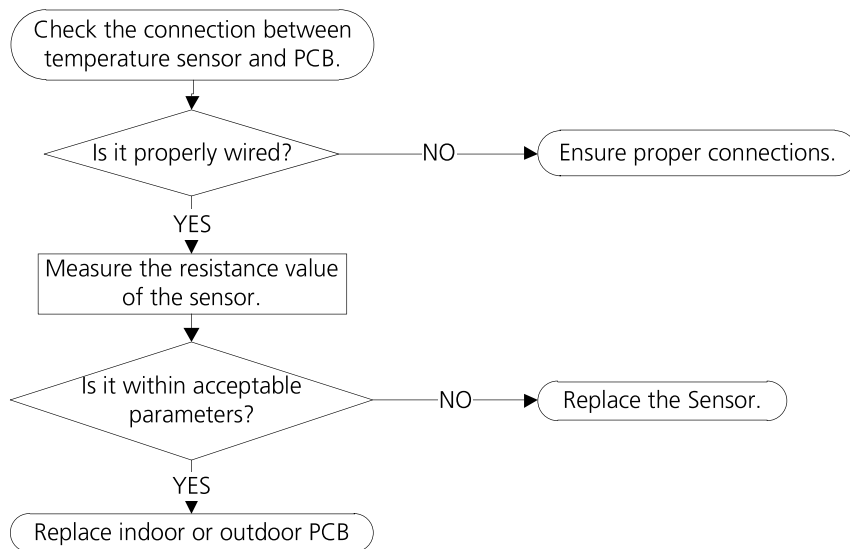 Check the connection between
temperature sensor and PCB.
Is it properly wired?
NO
Ensure proper connections.
YES
Measure the resistance value
of the sensor.
Is it within acceptable
parameters?
NO
Replace the Sensor.
YES
Replace indoor or outdoor PCB